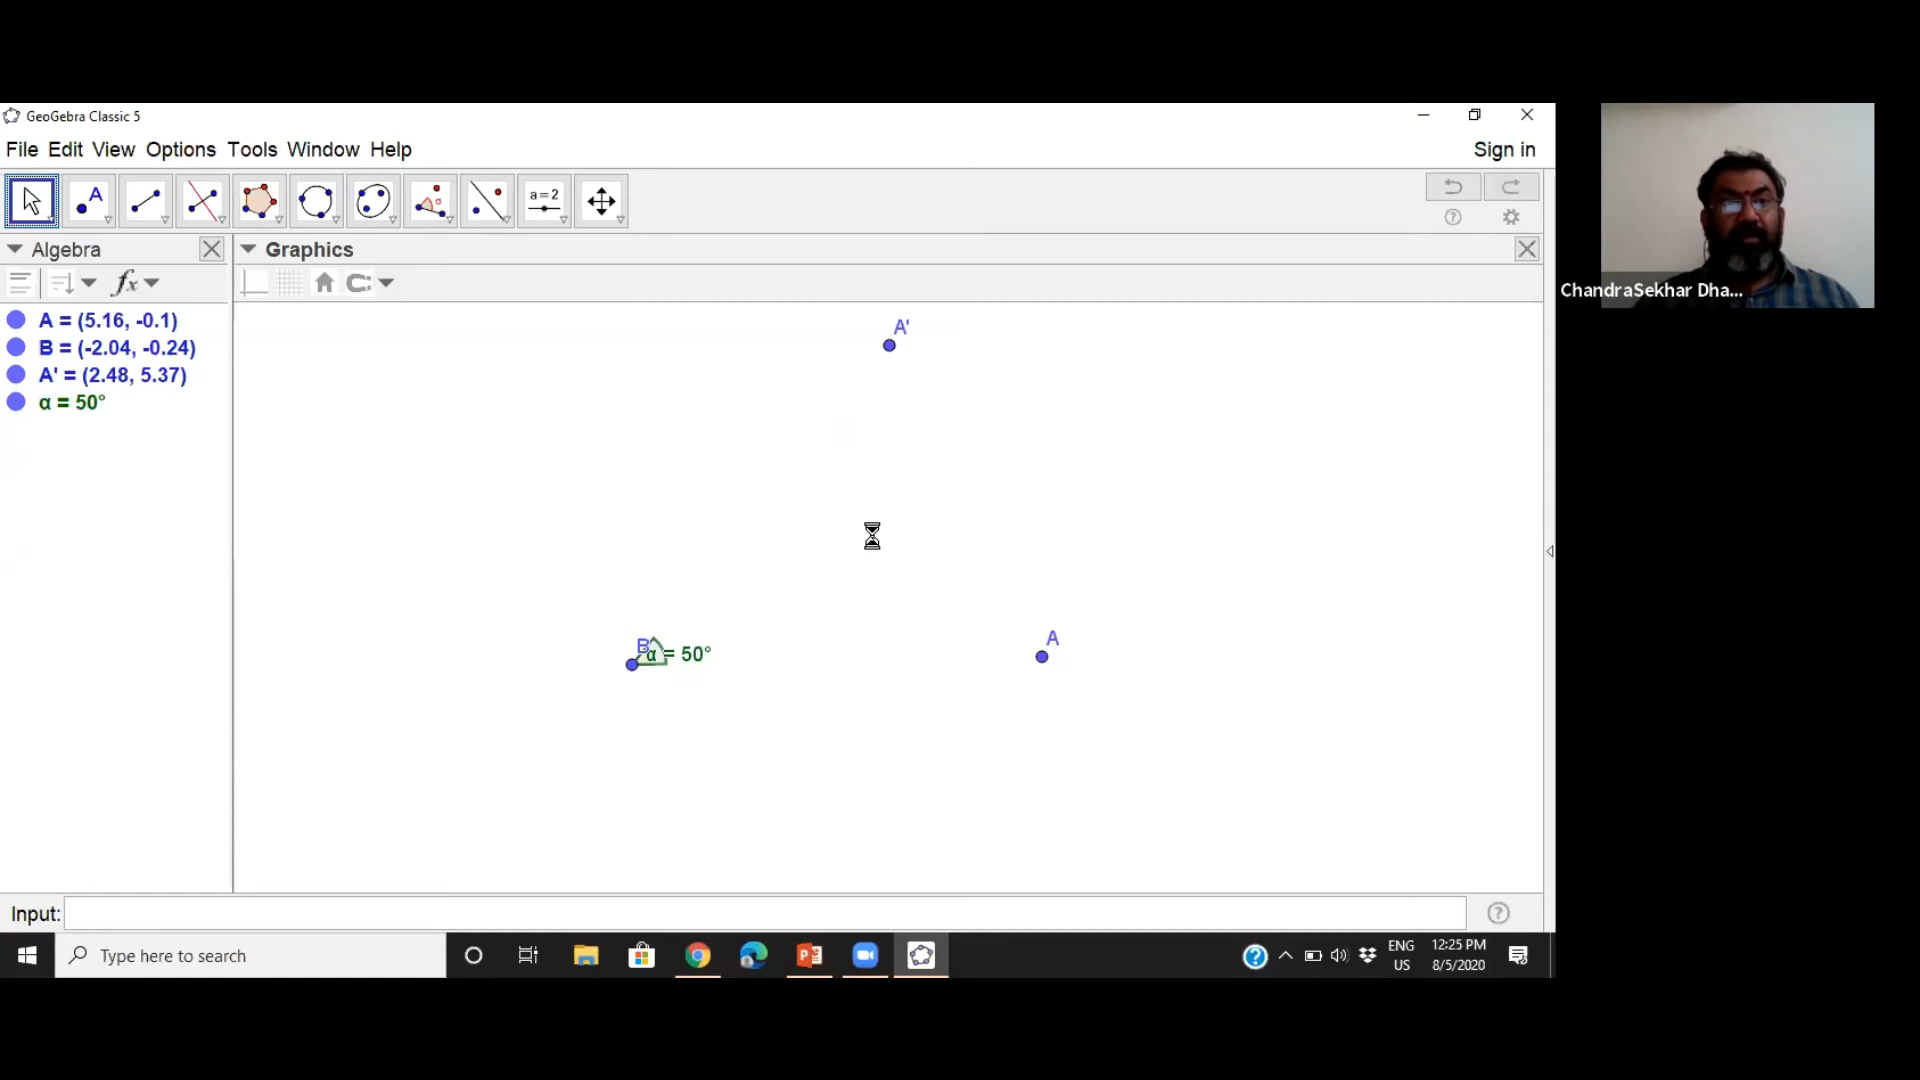 GeoGebra Classic 5
File Edit View Options Tools Window Help
Sign in
A
a=2
Algebra
Graphics
fx
A = (5.16, -0.1)
B = (-2.04, -0.24)
A' = (2.48, 5.37)
α = 50°
A'
B
α = 50°
A
ChandraSekhar Dha...
Input:
Type here to search
ENG
US
12:25 PM
8/5/2020